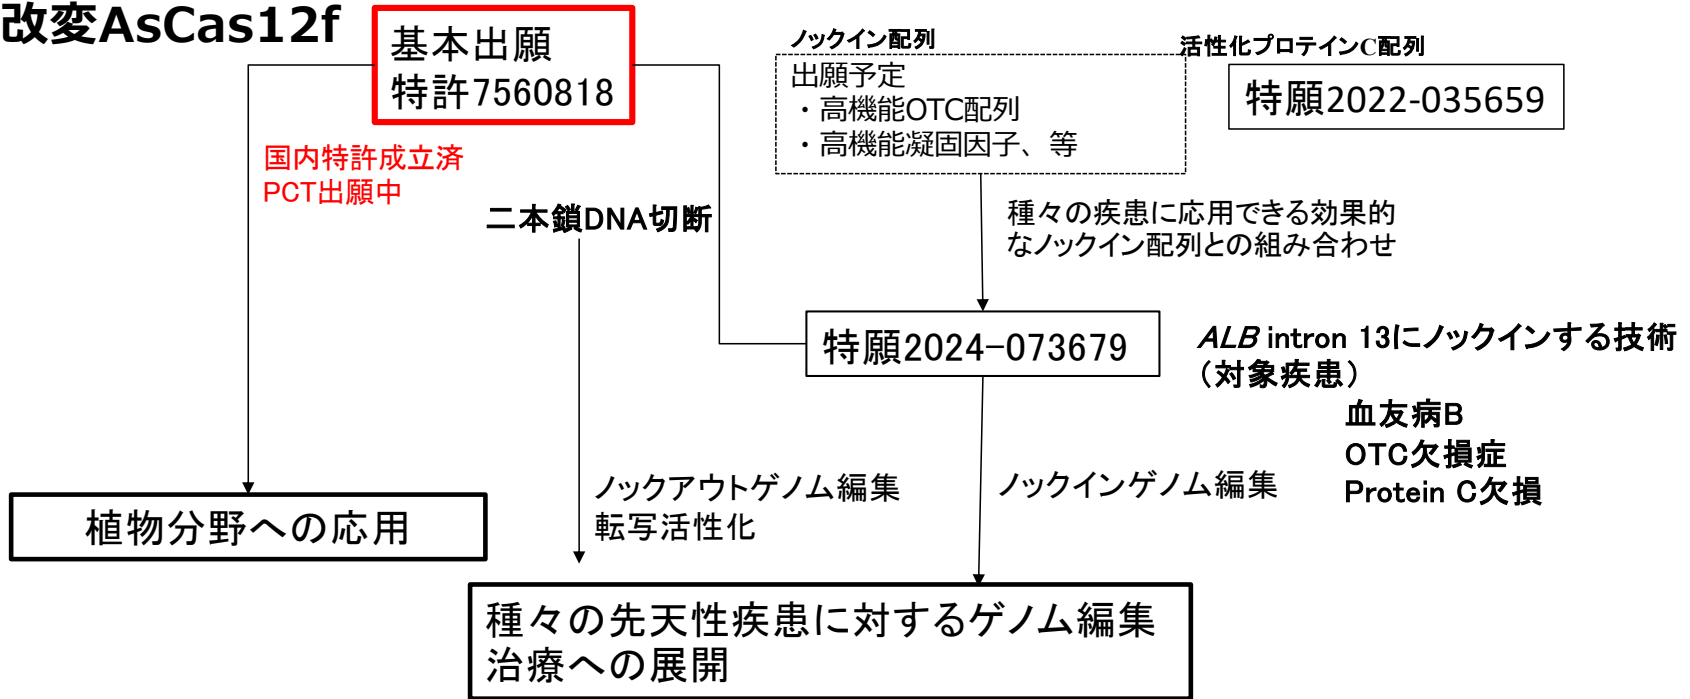 改変AsCas12f
基本出願
特許7560818
国内特許成立済
PCT出願中
ノックイン配列
出願予定
・高機能OTC配列
・高機能凝固因子、等
活性化プロテインC配列
特願2022-035659
二本鎖DNA切断
種々の疾患に応用できる効果的
なノックイン配列との組み合わせ
特願2024-073679
ALB intron 13にノックインする技術
（対象疾患）
血友病B
OTC欠損症
Protein C欠損
ノックアウトゲノム編集
転写活性化
ノックインゲノム編集
植物分野への応用
種々の先天性疾患に対するゲノム編集
治療への展開